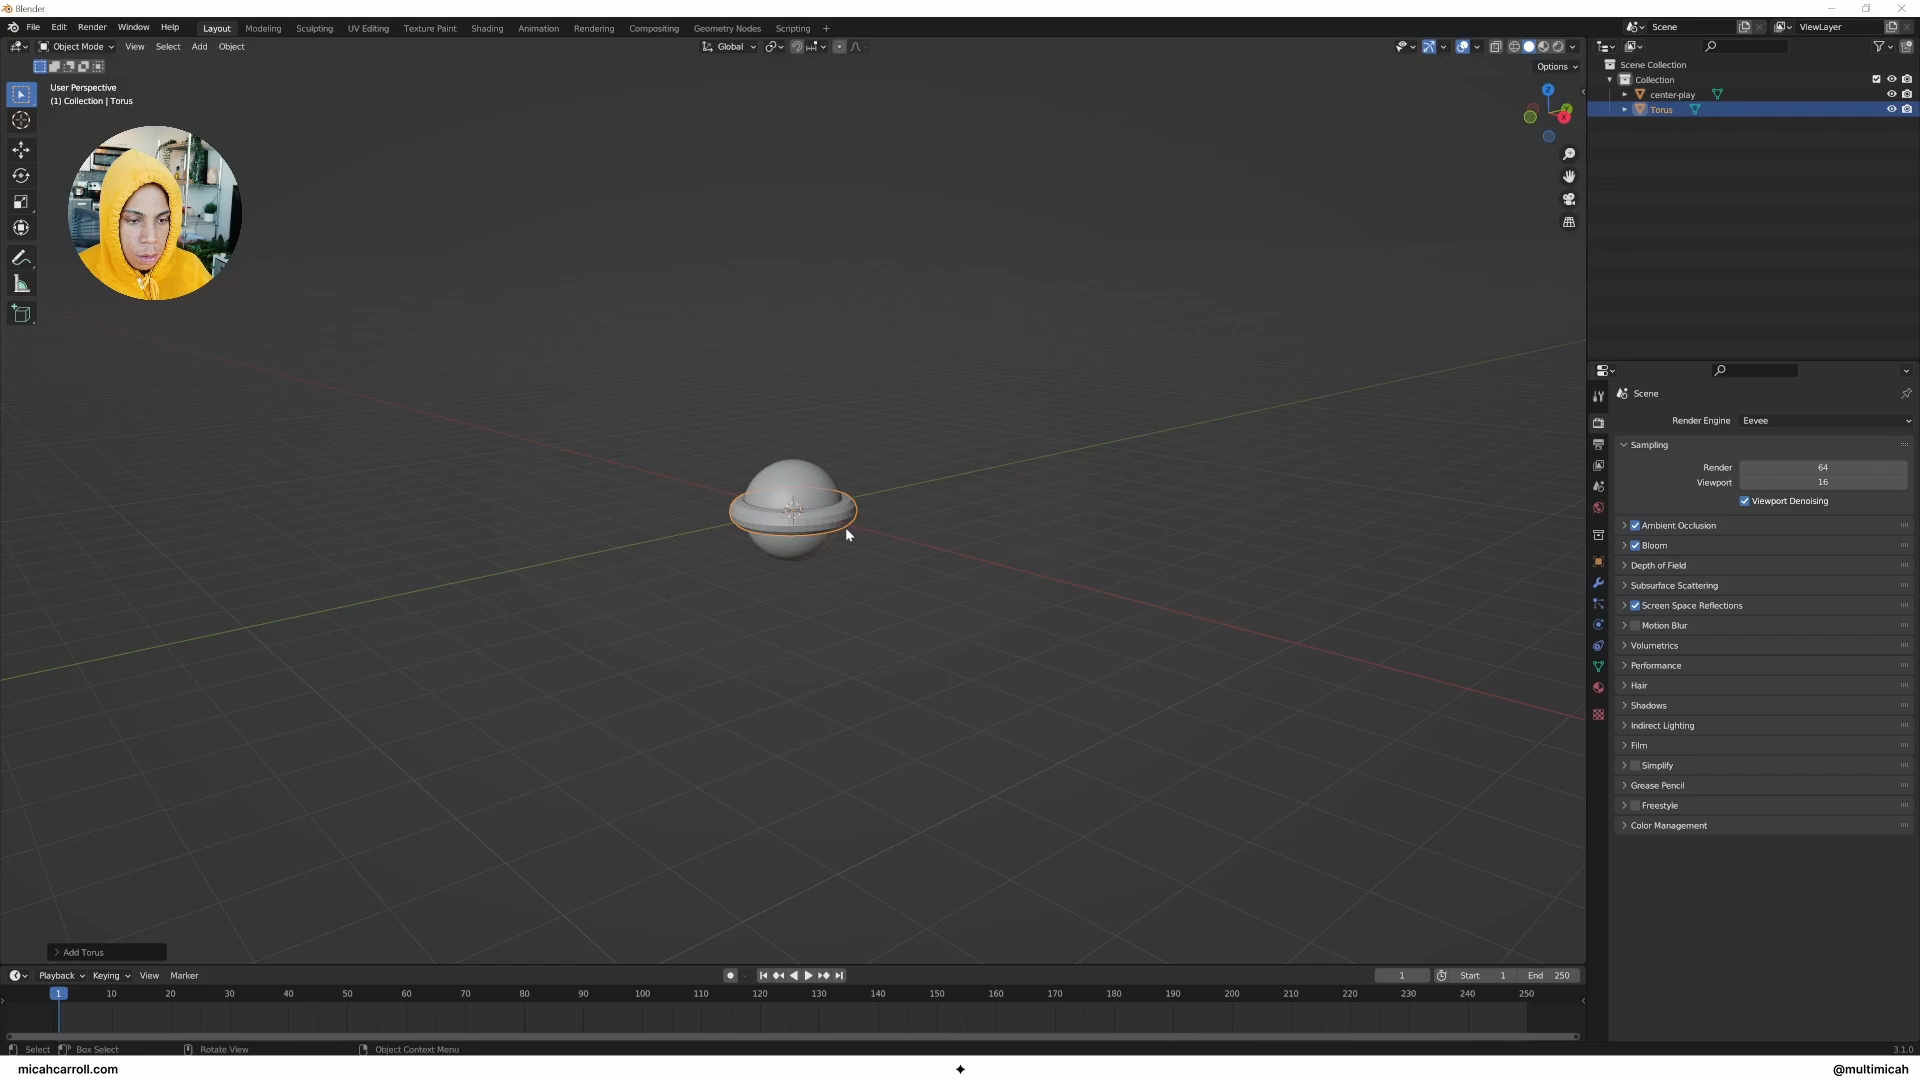 Blender
File Edit Render Window Help Layout Modeling Sculpting UV Editing Texture Paint Shading Animation Rendering Compositing Geometry Nodes Scripting + Scene ViewLayer
Object Mode View Select Add Object Global
Options
User Perspective
(1) Collection | Torus
Z
Y
X
Scene Collection
Collection
center-play
Torus
Scene
Render Engine Eevee
Sampling
Render 64
Viewport 16
Viewport Denoising
Ambient Occlusion
Bloom
Depth of Field
Subsurface Scattering
Screen Space Reflections
Motion Blur
Volumetrics
Performance
Hair
Shadows
Indirect Lighting
Film
Simplify
Grease Pencil
Freestyle
Color Management
Add Torus
Playback Keying View Marker 1 Start 1 End 250
1 10 20 30 40 50 60 70 80 90 100 110 120 130 140 150 160 170 180 190 200 210 220 230 240 250
Select Box Select Rotate View Object Context Menu 3.1.0
micahcarroll.com @multimicah